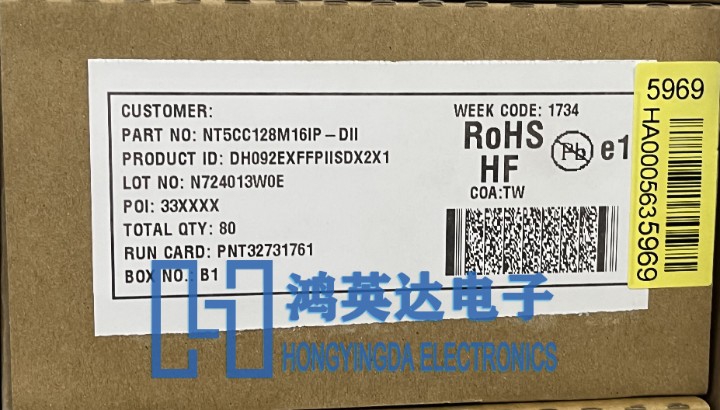 CUSTOMER:
WEEK CODE: 1734
PART NO: NT5CC128M16IP-DII
PRODUCT ID: DH092EXFFPIISDX2X1
LOT NO: N724013W0E
POI: 33XXXX
TOTAL QTY: 80
RUN CARD: PNT32731761
BOX NO.: B1
RoHS
HF
Pb
e1
COA:TW
5969
HA0005635969
鸿英达电子
HONGYINGDA ELECTRONICS